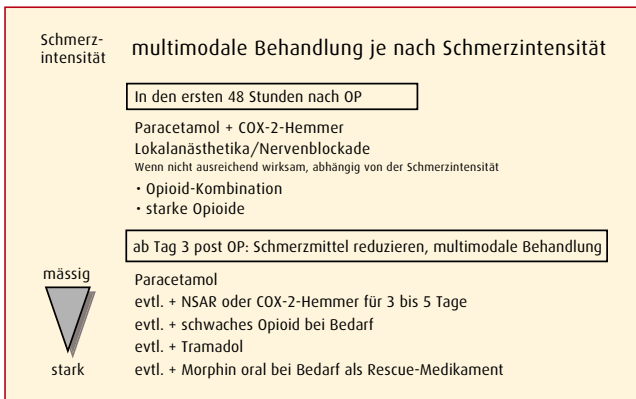 Schmerz-
intensität
multimodale Behandlung je nach Schmerzintensität
In den ersten 48 Stunden nach OP
Paracetamol + COX-2-Hemmer
Lokalanästhetika/Nervenblockade
Wenn nicht ausreichend wirksam, abhängig von der Schmerzintensität
• Opioid-Kombination
• starke Opioide
ab Tag 3 post OP: Schmerzmittel reduzieren, multimodale Behandlung
mässig
Paracetamol
evtl. + NSAR oder COX-2-Hemmer für 3 bis 5 Tage
evtl. + schwaches Opioid bei Bedarf
evtl. + Tramadol
stark
evtl. + Morphin oral bei Bedarf als Rescue-Medikament